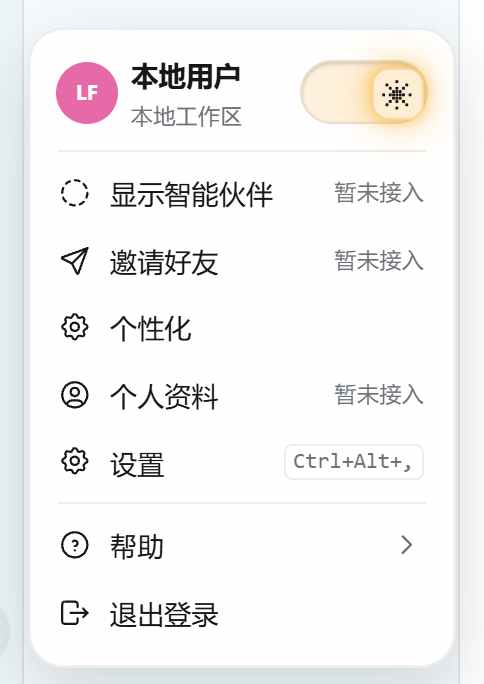 LF
本地用户
本地工作区
显示智能伙伴 暂未接入
邀请好友 暂未接入
个性化
个人资料 暂未接入
设置 Ctrl+Alt+,
帮助
退出登录